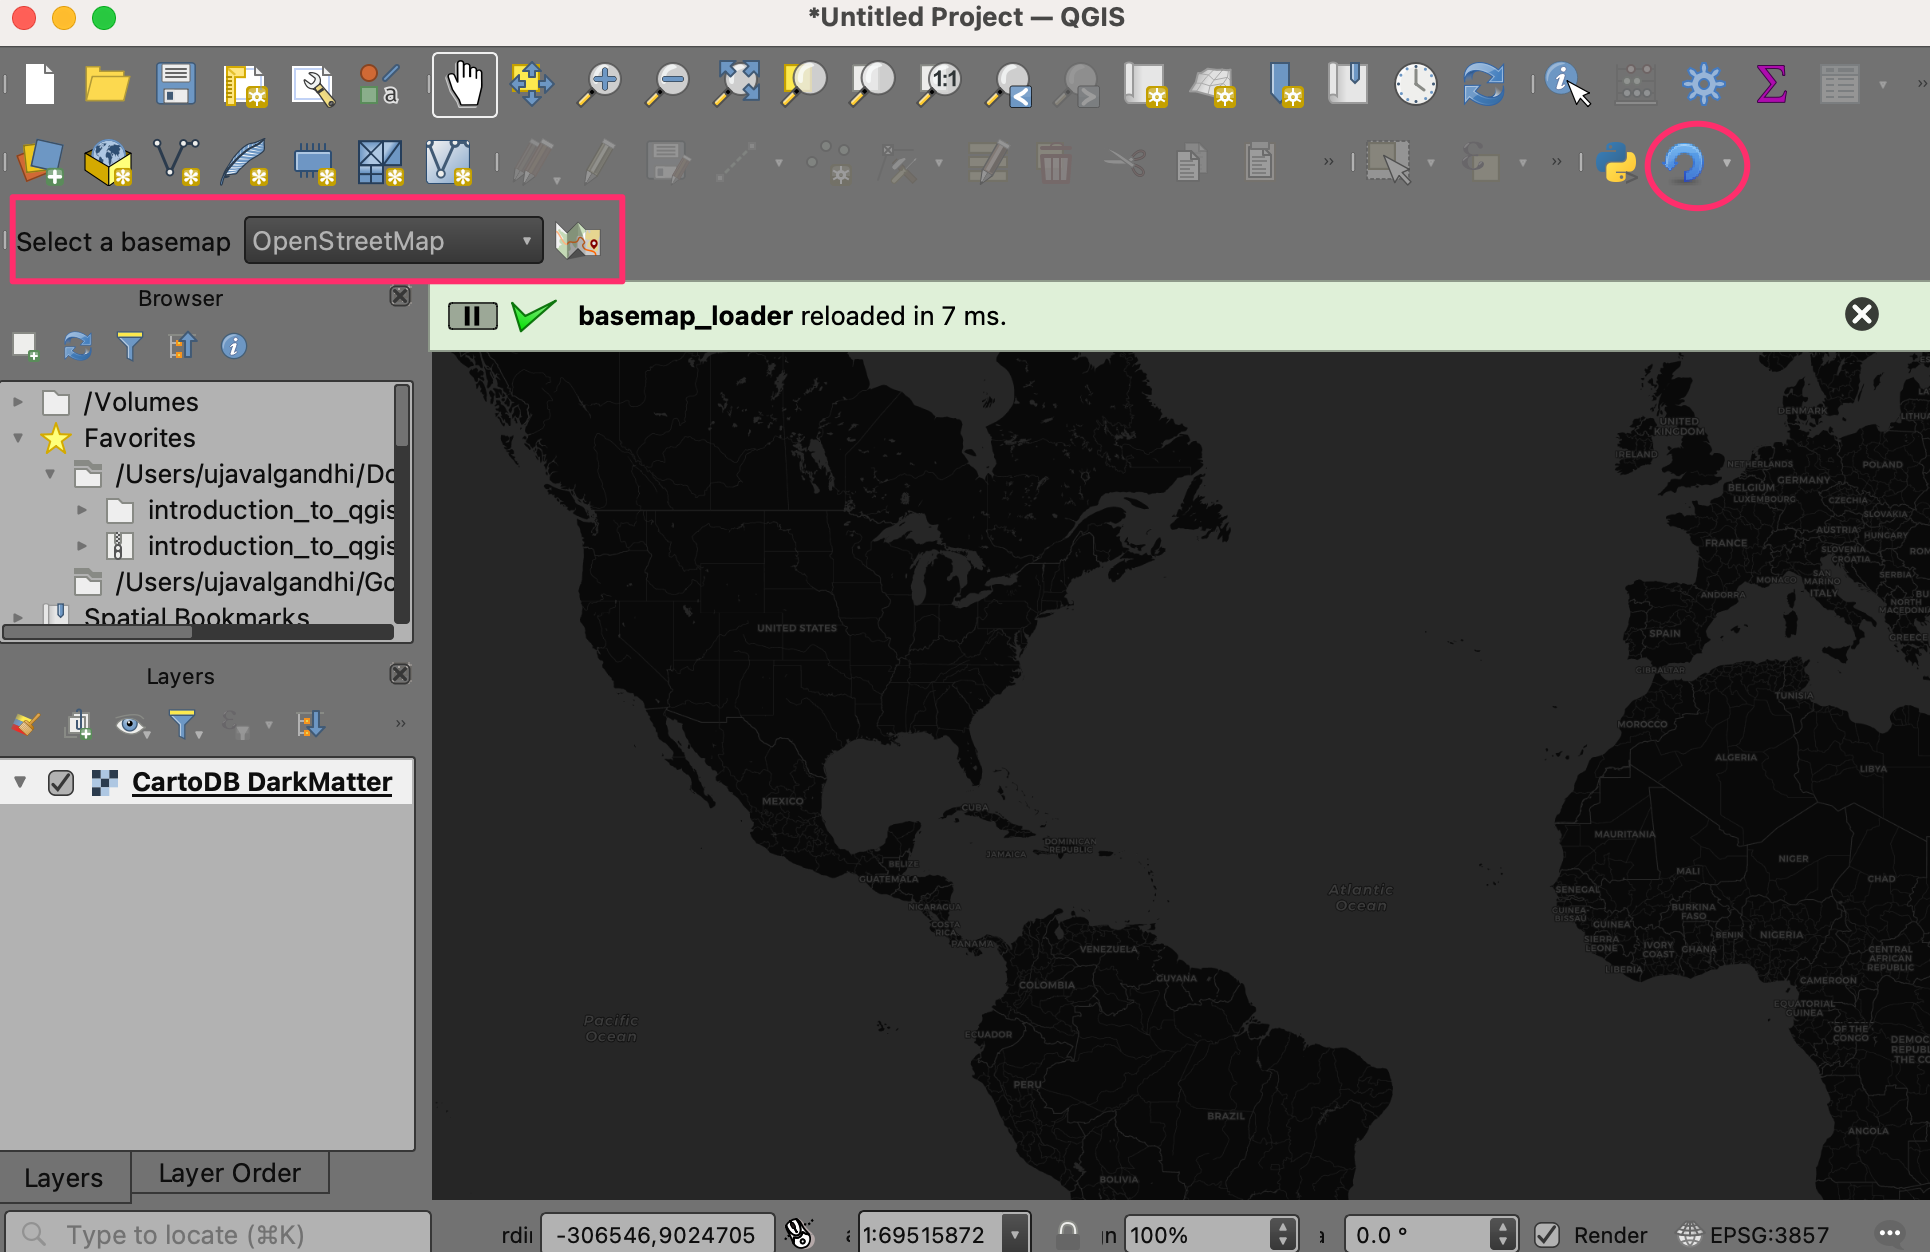 *Untitled Project — QGIS
a
1:1
Select a basemap OpenStreetMap
Browser
basemap_loader reloaded in 7 ms.
/Volumes
Favorites
/Users/ujavalgandhi/Do
introduction_to_qgis
introduction_to_qgis
/Users/ujavalgandhi/Go
Spatial Bookmarks
Layers
CartoDB DarkMatter
Layers
Layer Order
UNITED KINGDOM
IRELAND
DENMARK
NETHERLANDS
BELGIUM
GERMANY
POLAND
LUXEMBOURG
CZECHIA
SLOVAKIA
AUSTRIA
HUNGARY
FRANCE
SLOVENIA
CROATIA
MONACO
SAN MARINO
SERBIA
ANDORRA
ITALY
NORTH MACEDONIA
SPAIN
GREECE
GIBRALTAR
TUNISIA
MOROCCO
ALGERIA
LIBYA
UNITED STATES
MEXICO
CUBA
JAMAICA
DOMINICAN REPUBLIC
BELIZE
GUATEMALA
NICARAGUA
COSTA RICA
PANAMA
VENEZUELA
GUYANA
COLOMBIA
ECUADOR
PERU
BRAZIL
BOLIVIA
Atlantic
Ocean
Pacific
Ocean
MAURITANIA
MALI
NIGER
CHAD
SENEGAL
GUINEA-BISSAU
GUINEA
BURKINA FASO
SIERRA LEONE
IVORY COAST
GHANA
BENIN
NIGERIA
LIBERIA
CENTRAL AFRICAN REPUBLIC
CAMEROON
EQUATORIAL GUINEA
OF THE CONGO
ANGOLA
Type to locate (⌘K)
rdi
-306546,9024705
1:69515872
100%
0.0 °
Render
EPSG:3857